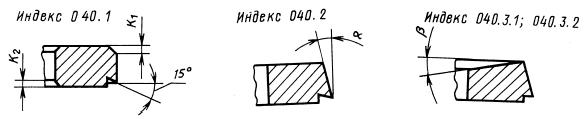 Индекс 040.1
Индекс 040.2
Индекс 040.3.1; 040.3.2
K₁
K₂
15°
α
β